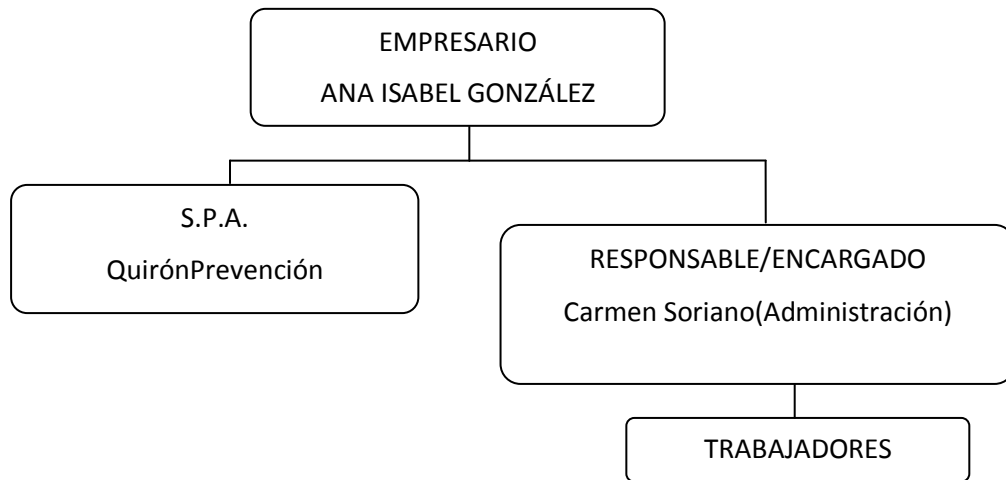 EMPRESARIO
ANA ISABEL GONZÁLEZ
S.P.A.
QuirónPrevención
RESPONSABLE/ENCARGADO
Carmen Soriano(Administración)
TRABAJADORES